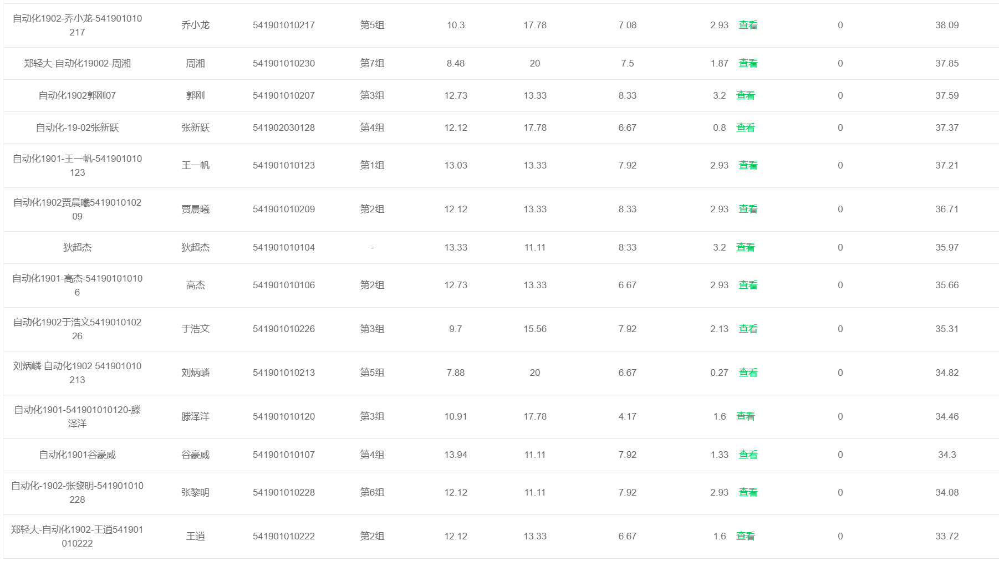 自动化1902-乔小龙-541901010
217
乔小龙 541901010217 第5组 10.3 17.78 7.08 2.93 查看 0 38.09
郑轻大-自动化19002-周湘 周湘 541901010230 第7组 8.48 20 7.5 1.87 查看 0 37.85
自动化1902郭刚07 郭刚 541901010207 第3组 12.73 13.33 8.33 3.2 查看 0 37.59
自动化-19-02张新跃 张新跃 541902030128 第4组 12.12 17.78 6.67 0.8 查看 0 37.37
自动化1901-王一帆-541901010
123
王一帆 541901010123 第1组 13.03 13.33 7.92 2.93 查看 0 37.21
自动化1902贾晨曦5419010102
09
贾晨曦 541901010209 第2组 12.12 13.33 8.33 2.93 查看 0 36.71
狄超杰 狄超杰 541901010104 - 13.33 11.11 8.33 3.2 查看 0 35.97
自动化1901-高杰-54190101010
6
高杰 541901010106 第2组 12.73 13.33 6.67 2.93 查看 0 35.66
自动化1902于浩文5419010102
26
于浩文 541901010226 第3组 9.7 15.56 7.92 2.13 查看 0 35.31
刘炳嶙 自动化1902 541901010
213
刘炳嶙 541901010213 第5组 7.88 20 6.67 0.27 查看 0 34.82
自动化1901-541901010120-滕
泽洋
滕泽洋 541901010120 第3组 10.91 17.78 4.17 1.6 查看 0 34.46
自动化1901谷豪威 谷豪威 541901010107 第4组 13.94 11.11 7.92 1.33 查看 0 34.3
自动化-1902-张黎明-541901010
228
张黎明 541901010228 第6组 12.12 11.11 7.92 2.93 查看 0 34.08
郑轻大-自动化1902-王逍541901
010222
王逍 541901010222 第2组 12.12 13.33 6.67 1.6 查看 0 33.72